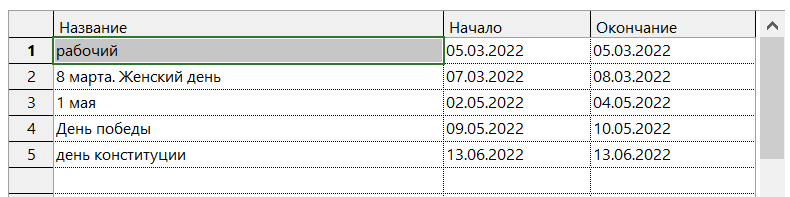 Название Начало Окончание
1 рабочий 05.03.2022 05.03.2022
2 8 марта. Женский день 07.03.2022 08.03.2022
3 1 мая 02.05.2022 04.05.2022
4 День победы 09.05.2022 10.05.2022
5 день конституции 13.06.2022 13.06.2022